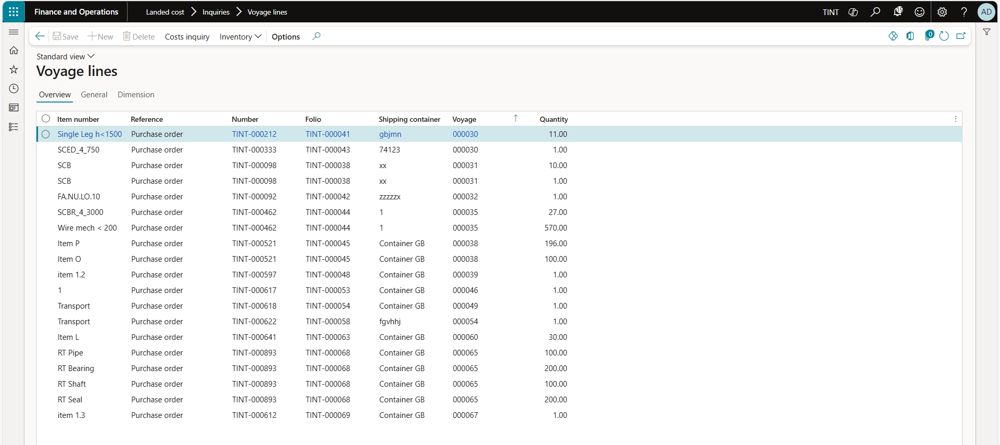 Finance and Operations Landed cost Inquiries Voyage lines TINT 19 AD
Save New Delete Costs inquiry Inventory Options 0
Standard view
Voyage lines
Overview General Dimension
Item number Reference Number Folio Shipping container Voyage Quantity
Single Leg h<1500 Purchase order TINT-000212 TINT-000041 gbjmn 000030 11.00
SCED_4_750 Purchase order TINT-000333 TINT-000043 74123 000030 1.00
SCB Purchase order TINT-000098 TINT-000038 xx 000031 10.00
SCB Purchase order TINT-000098 TINT-000038 xx 000031 1.00
FA.NU.LO.10 Purchase order TINT-000092 TINT-000042 zzzzzx 000032 1.00
SCBR_4_3000 Purchase order TINT-000462 TINT-000044 1 000035 27.00
Wire mech < 200 Purchase order TINT-000462 TINT-000044 1 000035 570.00
Item P Purchase order TINT-000521 TINT-000045 Container GB 000038 196.00
Item O Purchase order TINT-000521 TINT-000045 Container GB 000038 100.00
item 1.2 Purchase order TINT-000597 TINT-000048 Container GB 000039 1.00
1 Purchase order TINT-000617 TINT-000053 Container GB 000046 1.00
Transport Purchase order TINT-000618 TINT-000054 Container GB 000049 1.00
Transport Purchase order TINT-000622 TINT-000058 fgvhhj 000054 1.00
Item L Purchase order TINT-000641 TINT-000063 Container GB 000060 30.00
RT Pipe Purchase order TINT-000893 TINT-000068 Container GB 000065 100.00
RT Bearing Purchase order TINT-000893 TINT-000068 Container GB 000065 200.00
RT Shaft Purchase order TINT-000893 TINT-000068 Container GB 000065 100.00
RT Seal Purchase order TINT-000893 TINT-000068 Container GB 000065 200.00
item 1.3 Purchase order TINT-000612 TINT-000069 Container GB 000067 1.00